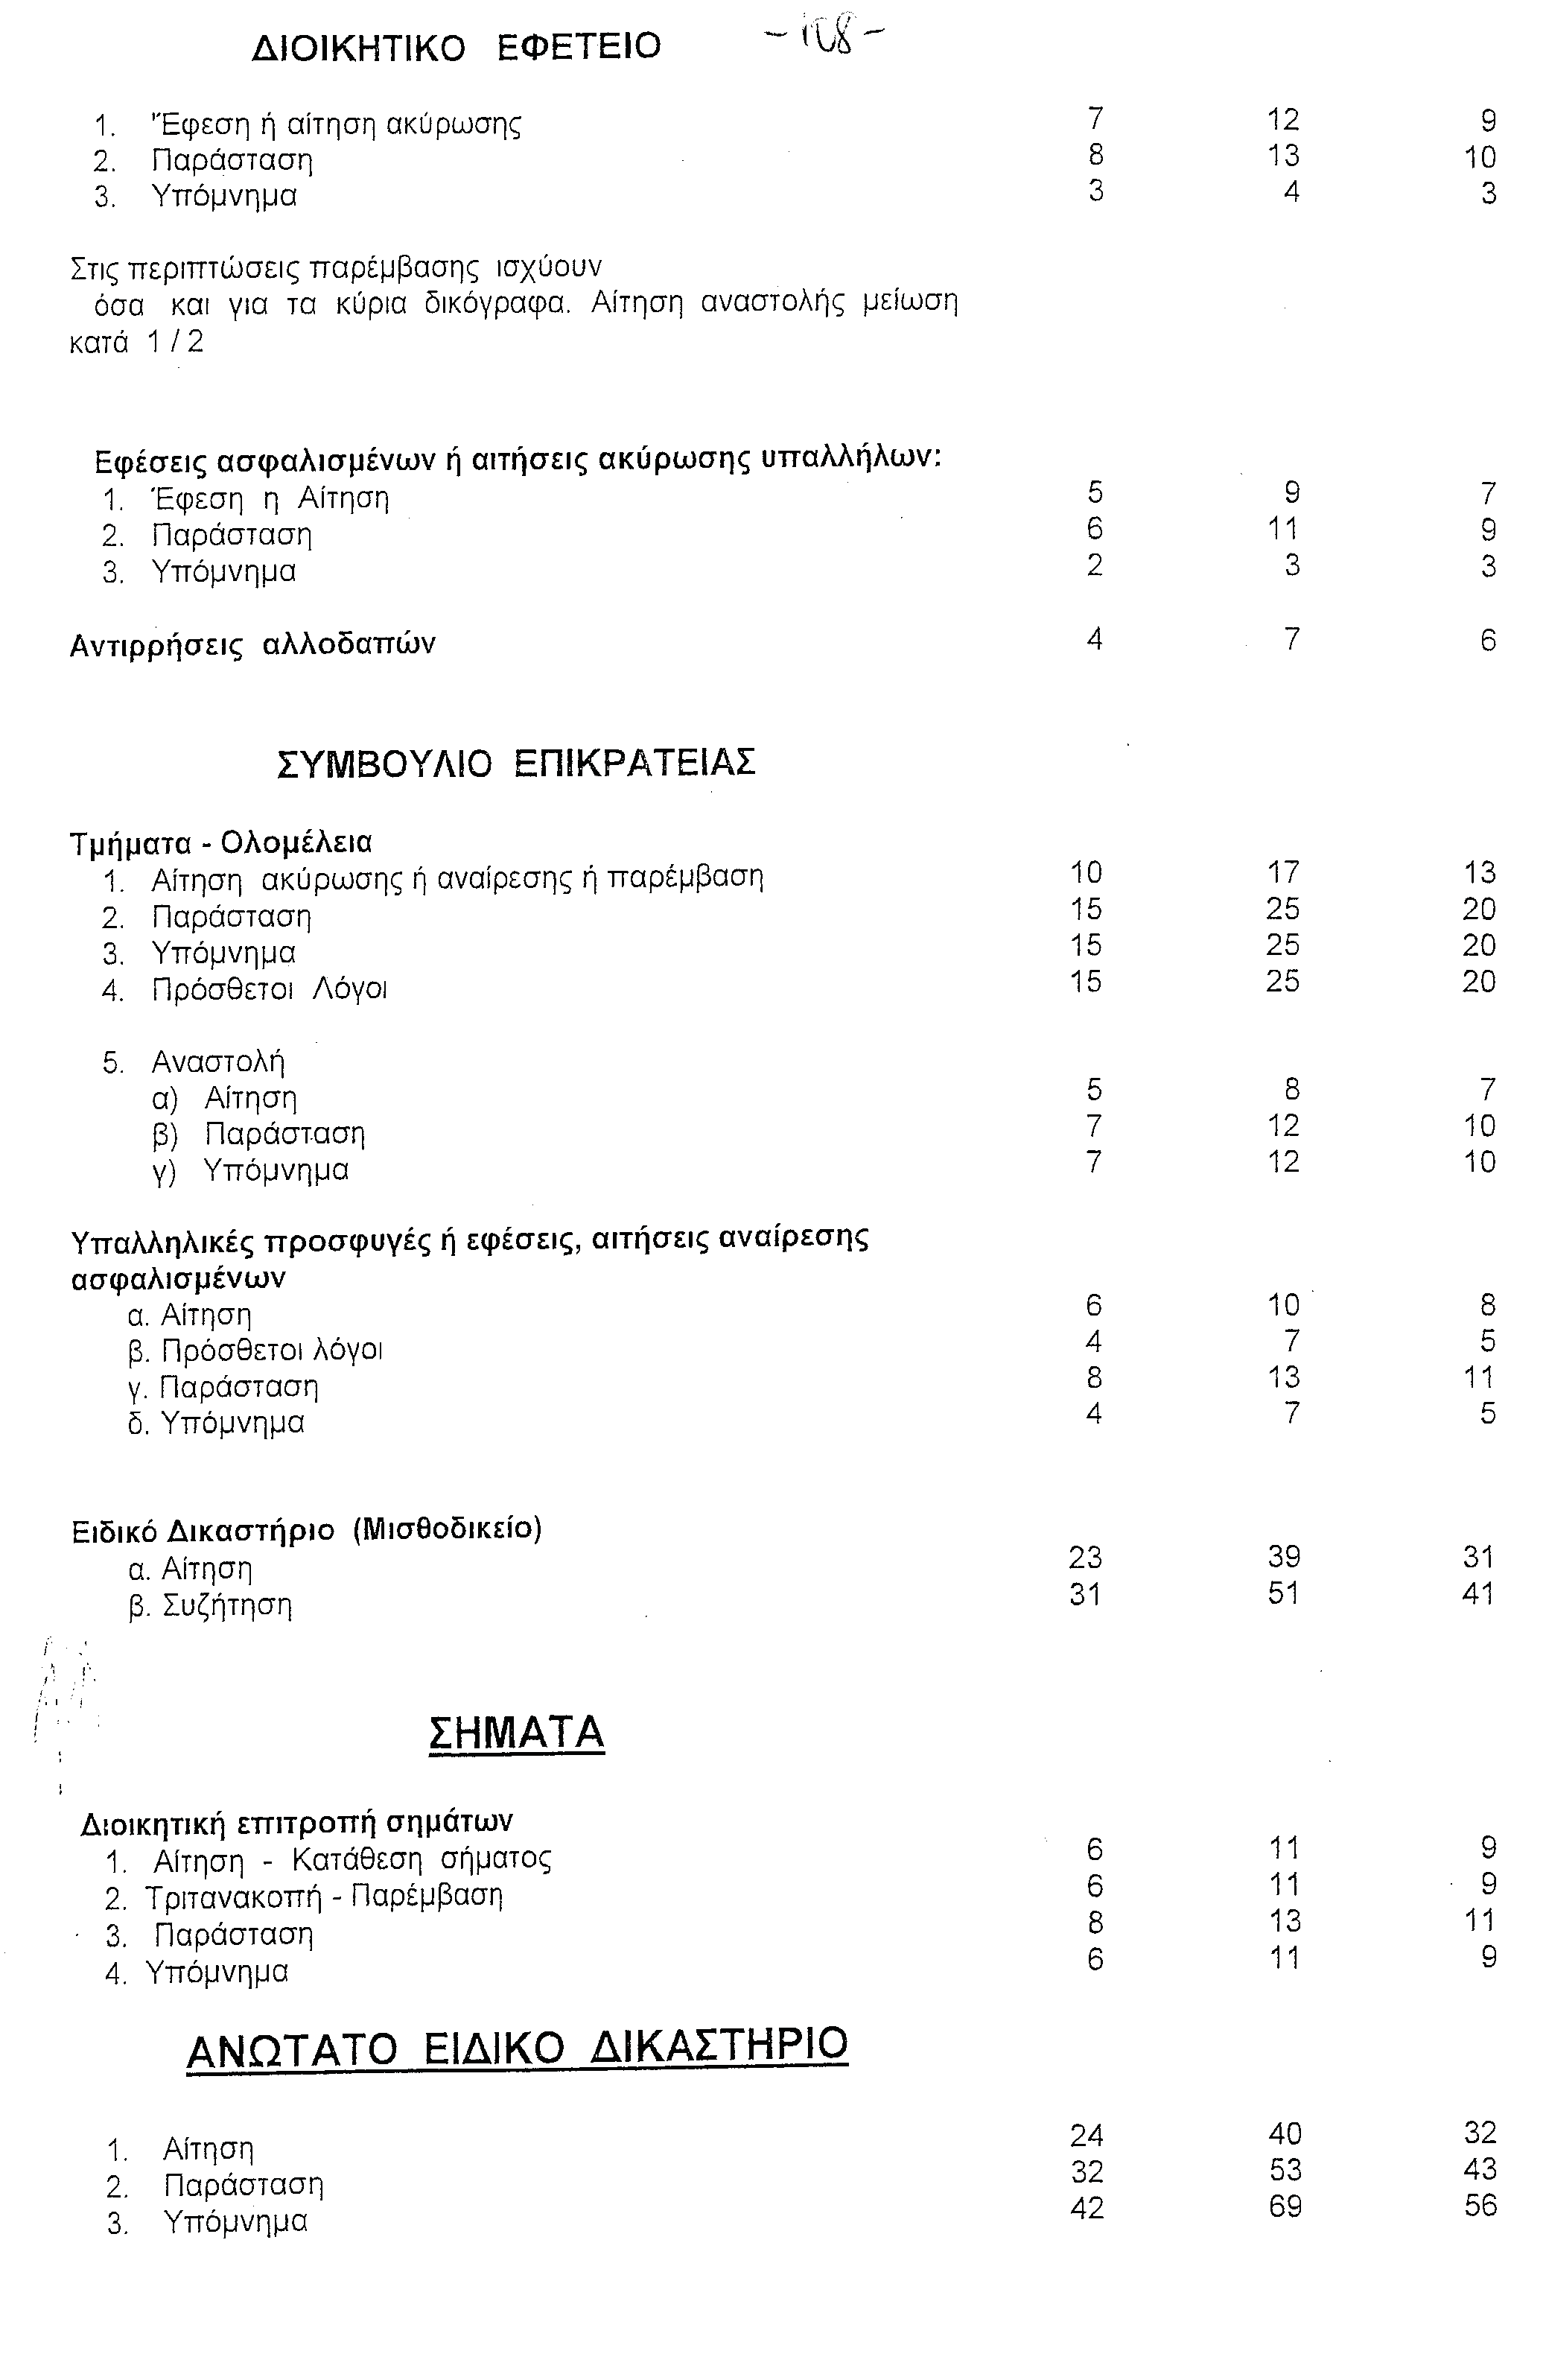 ΔΙΟΙΚΗΤΙΚΟ ΕΦΕΤΕΙΟ
1. "Έφεση ή αίτηση ακύρωσης 7 12 9
2. Παράσταση 8 13 10
3. Υπόμνημα 3 4 3
Στις περιπτώσεις παρέμβασης ισχύουν
όσα και για τα κύρια δικόγραφα. Αίτηση αναστολής μείωση
κατά 1 / 2
Εφέσεις ασφαλισμένων ή αιτήσεις ακύρωσης υπαλλήλων:
1. Έφεση η Αίτηση 5 9 7
2. Παράσταση 6 11 9
3. Υπόμνημα 2 3 3
Αντιρρήσεις αλλοδαπών 4 7 6
ΣΥΜΒΟΥΛΙΟ ΕΠΙΚΡΑΤΕΙΑΣ
Τμήματα - Ολομέλεια
1. Αίτηση ακύρωσης ή αναίρεσης ή παρέμβαση 10 17 13
2. Παράσταση 15 25 20
3. Υπόμνημα 15 25 20
4. Πρόσθετοι Λόγοι 15 25 20
5. Αναστολή
α) Αίτηση 5 8 7
β) Παράσταση 7 12 10
γ) Υπόμνημα 7 12 10
Υπαλληλικές προσφυγές ή εφέσεις, αιτήσεις αναίρεσης
ασφαλισμένων
α. Αίτηση 6 10 8
β. Πρόσθετοι λόγοι 4 7 5
γ. Παράσταση 8 13 11
δ. Υπόμνημα 4 7 5
Ειδικό Δικαστήριο (Μισθοδικείο)
α. Αίτηση 23 39 31
β. Συζήτηση 31 51 41
ΣΗΜΑΤΑ
Διοικητική επιτροπή σημάτων
1. Αίτηση - Κατάθεση σήματος 6 11 9
2. Τριτανακοπή - Παρέμβαση 6 11 9
3. Παράσταση 8 13 11
4. Υπόμνημα 6 11 9
ΑΝΩΤΑΤΟ ΕΙΔΙΚΟ ΔΙΚΑΣΤΗΡΙΟ
1. Αίτηση 24 40 32
2. Παράσταση 32 53 43
3. Υπόμνημα 42 69 56